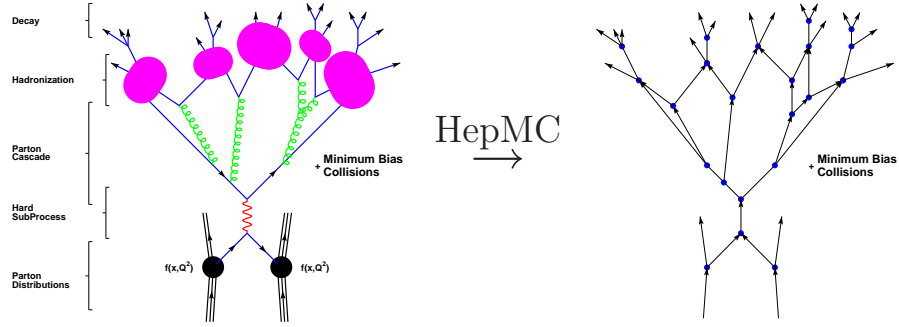 Decay
Hadronization
Parton
Cascade
Hard
SubProcess
Parton
Distributions
+ Minimum Bias
Collisions
f(x,Q²)
f(x,Q²)
HepMC
→
+ Minimum Bias
Collisions